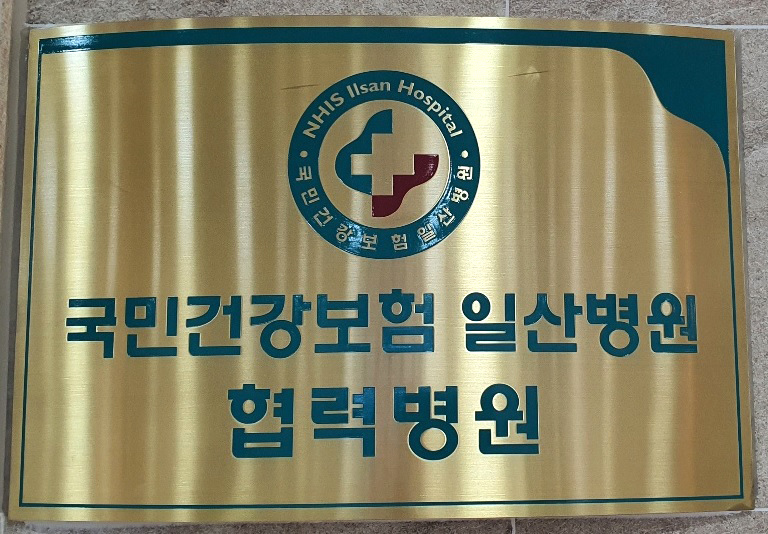 NHIS Ilsan Hospital
국민건강보험일산병원
국민건강보험 일산병원
협력병원